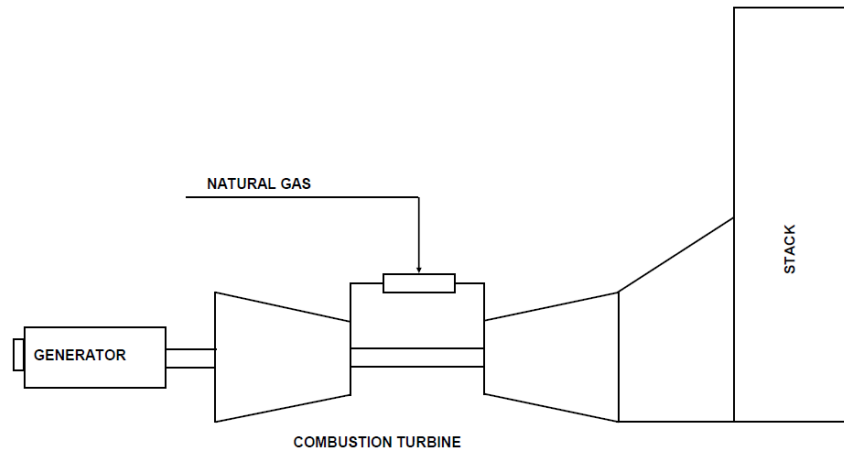 NATURAL GAS
STACK
GENERATOR
COMBUSTION TURBINE